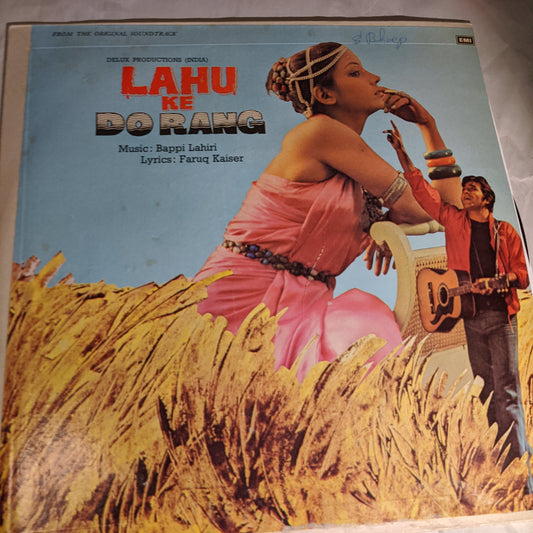 FROM THE ORIGINAL SOUNDTRACK
EMI
DELUX PRODUCTIONS (INDIA)
LAHU
KE
DO RANG
Music: Bappi Lahiri
Lyrics: Faruq Kaiser